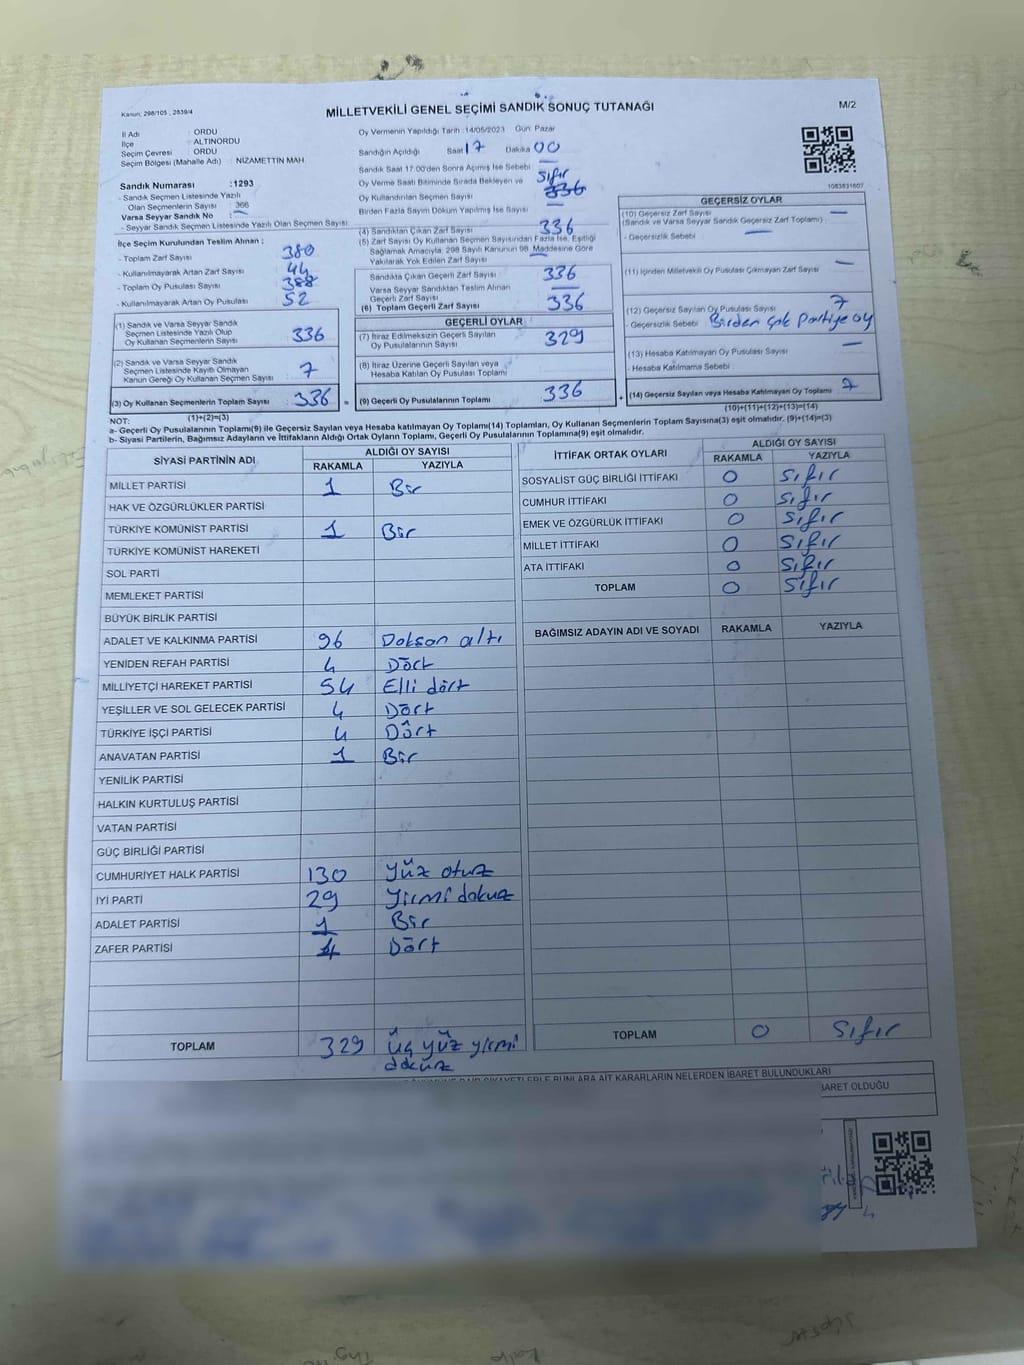 Kanun: 298/105 , 2839/4
MİLLETVEKİLİ GENEL SEÇİMİ SANDIK SONUÇ TUTANAĞI
M/2
İl Adı : ORDU
İlçe : ALTINORDU
Seçim Çevresi : ORDU
Seçim Bölgesi (Mahalle Adı) : NİZAMETTİN MAH.
Sandık Numarası :1293
- Sandık Seçmen Listesinde Yazılı Olan Seçmenlerin Sayısı : 366
Varsa Seyyar Sandık No : –
- Seyyar Sandık Seçmen Listesinde Yazılı Olan Seçmen Sayısı:
İlçe Seçim Kurulundan Teslim Alınan :
- Toplam Zarf Sayısı 380
- Kullanılmayarak Artan Zarf Sayısı 44
- Toplam Oy Pusulası Sayısı 388
- Kullanılmayarak Artan Oy Pusulası 52
(1) Sandık ve Varsa Seyyar Sandık Seçmen Listesinde Yazılı Olup Oy Kullanan Seçmenlerin Sayısı 336
(2) Sandık ve Varsa Seyyar Sandık Seçmen Listesinde Kayıtlı Olmayan Kanun Gereği Oy Kullanan Seçmen Sayısı 7
(3) Oy Kullanan Seçmenlerin Toplam Sayısı 336 =
(1)+(2)=(3)
Oy Vermenin Yapıldığı Tarih :14/05/2023 Gün: Pazar
Sandığın Açıldığı Saat 17 Dakika 00
Sandık Saat 17:00'den Sonra Açılmış İse Sebebi –
Oy Verme Saati Bitiminde Sırada Bekleyen ve Oy Kullandırılan Seçmen Sayısı Sıfır 336
Birden Fazla Sayım Döküm Yapılmış İse Sayısı –
(4) Sandıktan Çıkan Zarf Sayısı 336
(5) Zarf Sayısı Oy Kullanan Seçmen Sayısından Fazla İse, Eşitliği Sağlamak Amacıyla, 298 Sayılı Kanunun 98. Maddesine Göre Yakılarak Yok Edilen Zarf Sayısı –
Sandıkta Çıkan Geçerli Zarf Sayısı 336
Varsa Seyyar Sandıktan Teslim Alınan Geçerli Zarf Sayısı –
(6) Toplam Geçerli Zarf Sayısı 336
GEÇERLİ OYLAR
(7) İtiraz Edilmeksizin Geçerli Sayılan Oy Pusulalarının Sayısı 329
(8) İtiraz Üzerine Geçerli Sayılan veya Hesaba Katılan Oy Pusulası Toplamı
(9) Geçerli Oy Pusulalarının Toplamı 336 +
1083831607
GEÇERSİZ OYLAR
(10) Geçersiz Zarf Sayısı (Sandık ve Varsa Seyyar Sandık Geçersiz Zarf Toplamı) –
- Geçersizlik Sebebi : –
(11) İçinden Milletvekili Oy Pusulası Çıkmayan Zarf Sayısı –
(12) Geçersiz Sayılan Oy Pusulası Sayısı 7
- Geçersizlik Sebebi Birden çok Partiye oy
(13) Hesaba Katılmayan Oy Pusulası Sayısı –
- Hesaba Katılmama Sebebi
(14) Geçersiz Sayılan veya Hesaba Katılmayan Oy Toplamı 7
(10)+(11)+(12)+(13)=(14)
NOT:
a- Geçerli Oy Pusulalarının Toplamı(9) ile Geçersiz Sayılan veya Hesaba katılmayan Oy Toplamı(14) Toplamları, Oy Kullanan Seçmenlerin Toplam Sayısına(3) eşit olmalıdır. (9)+(14)=(3)
b- Siyasi Partilerin, Bağımsız Adayların ve İttifakların Aldığı Ortak Oyların Toplamı, Geçerli Oy Pusulalarının Toplamına(9) eşit olmalıdır.
SİYASİ PARTİNİN ADI ALDIĞI OY SAYISI
RAKAMLA YAZIYLA
MİLLET PARTİSİ 1 Bir
HAK VE ÖZGÜRLÜKLER PARTİSİ
TÜRKİYE KOMÜNİST PARTİSİ 1 Bir
TÜRKİYE KOMÜNİST HAREKETİ
SOL PARTİ
MEMLEKET PARTİSİ
BÜYÜK BİRLİK PARTİSİ
ADALET VE KALKINMA PARTİSİ 96 Doksan altı
YENİDEN REFAH PARTİSİ 4 Dört
MİLLİYETÇİ HAREKET PARTİSİ 54 Elli dört
YEŞİLLER VE SOL GELECEK PARTİSİ 4 Dört
TÜRKİYE İŞÇİ PARTİSİ 4 Dört
ANAVATAN PARTİSİ 1 Bir
YENİLİK PARTİSİ
HALKIN KURTULUŞ PARTİSİ
VATAN PARTİSİ
GÜÇ BİRLİĞİ PARTİSİ
CUMHURİYET HALK PARTİSİ 130 Yüz otuz
İYİ PARTİ 29 Yirmi dokuz
ADALET PARTİSİ 1 Bir
ZAFER PARTİSİ 4 Dört
TOPLAM 329 Üç yüz yirmi dokuz
İTTİFAK ORTAK OYLARI ALDIĞI OY SAYISI
RAKAMLA YAZIYLA
SOSYALİST GÜÇ BİRLİĞİ İTTİFAKI 0 Sıfır
CUMHUR İTTİFAKI 0 Sıfır
EMEK VE ÖZGÜRLÜK İTTİFAKI 0 Sıfır
MİLLET İTTİFAKI 0 Sıfır
ATA İTTİFAKI 0 Sıfır
TOPLAM 0 Sıfır
BAĞIMSIZ ADAYIN ADI VE SOYADI RAKAMLA YAZIYLA
TOPLAM 0 Sıfır
ŞİKAYETLERLE BUNLARA AİT KARARLARIN NELERDEN İBARET BULUNDUKLARI
BARET OLDUĞU